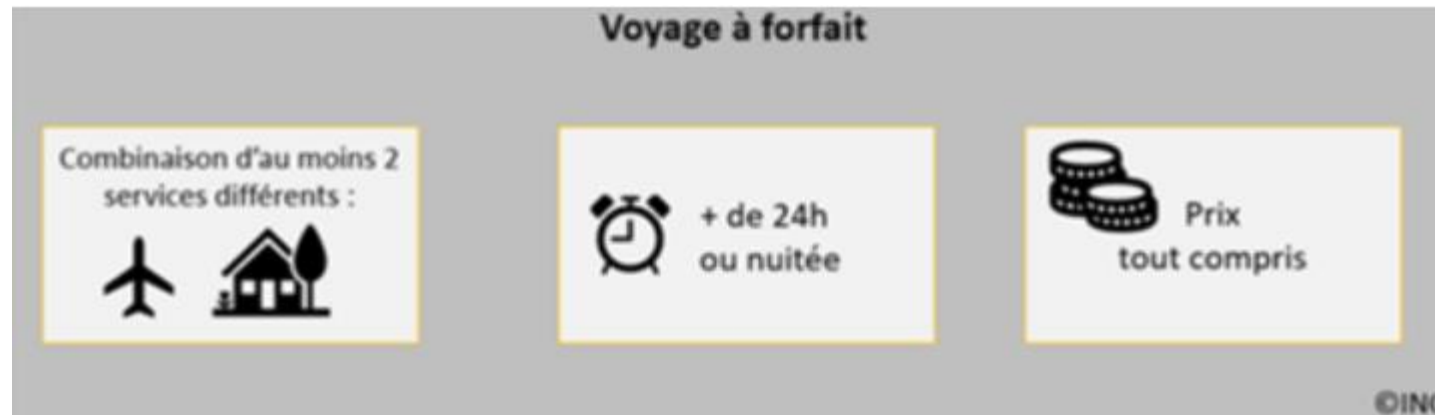 Voyage à forfait
Combinaison d'au moins 2
services différents :
+ de 24h
ou nuitée
Prix
tout compris